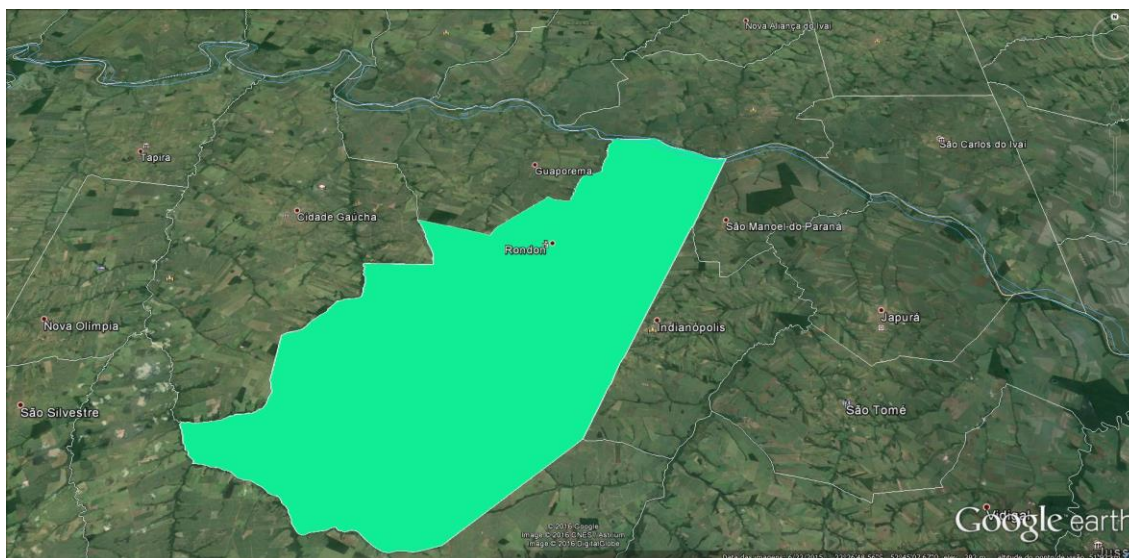 Nova Aliança do Ivaí
São Carlos do Ivaí
Tapira
Guaporema
Cidade Gaúcha
São Manoel do Paraná
Rondon
Nova Olímpia
Indianópolis
Japurá
São Silvestre
São Tomé
Vidigal
Google earth
© 2016 Google
Image © 2016 CNES / Astrium
Image © 2016 DigitalGlobe